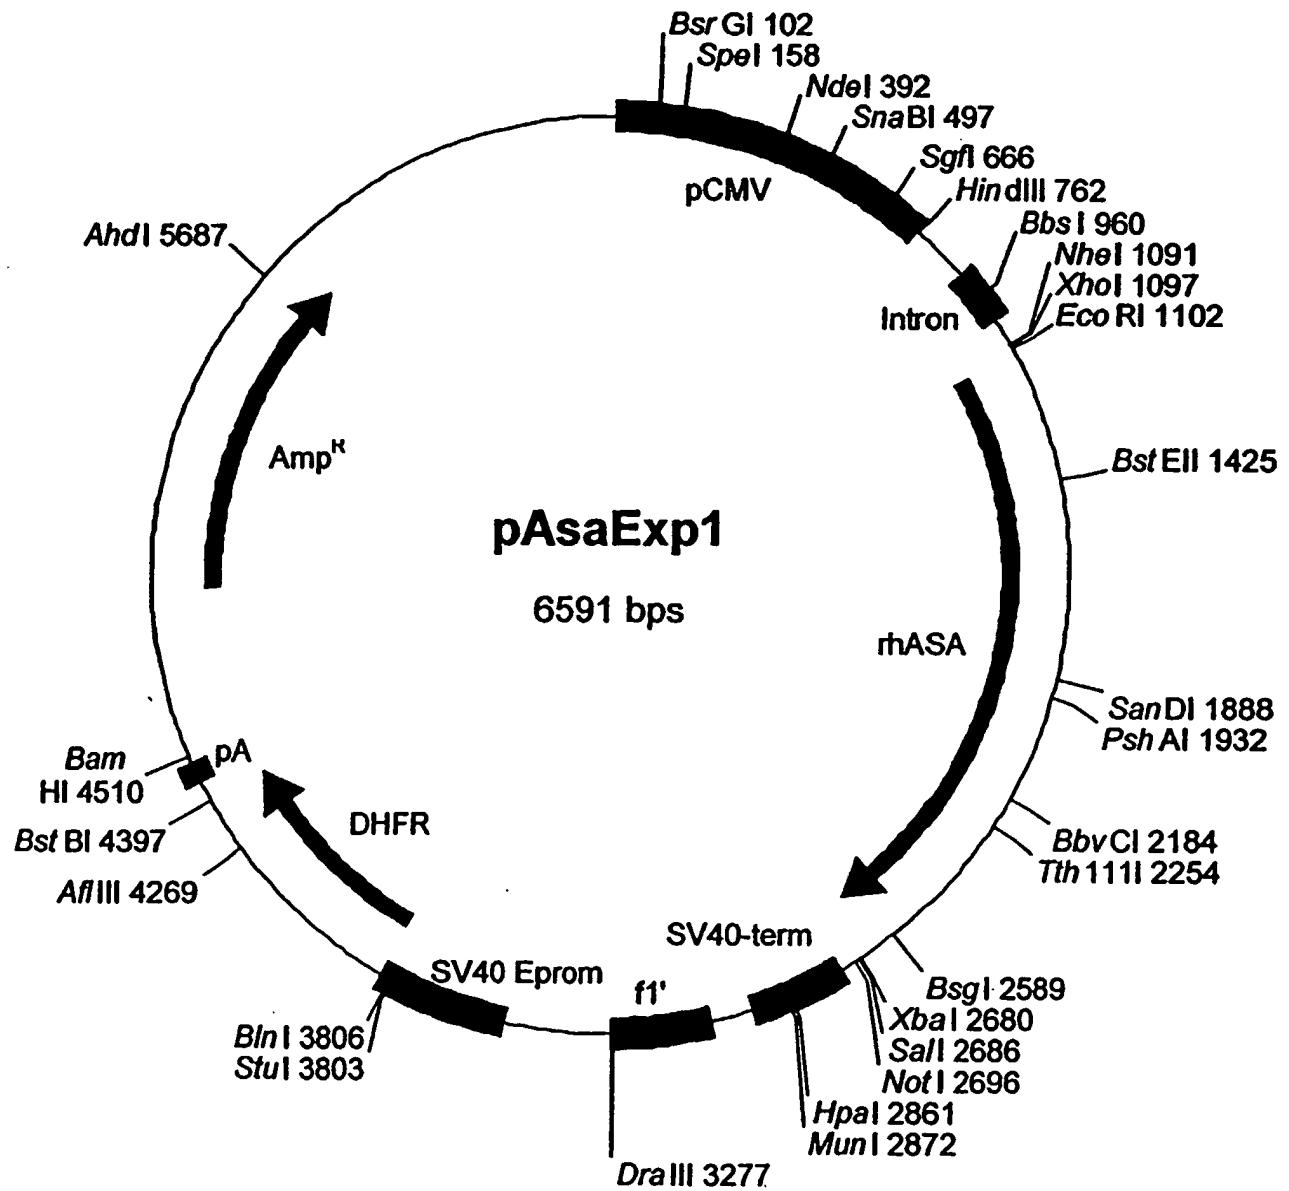 BsrGI 102
SpeI 158
NdeI 392
SnaBI 497
SgfI 666
HindIII 762
BbsI 960
NheI 1091
XhoI 1097
EcoRI 1102
pCMV
Intron
AhdI 5687
AmpR
BstEII 1425
pAsaExp1
6591 bps
rhASA
SanDI 1888
PshAI 1932
BbvCI 2184
Tth111I 2254
Bam
HI 4510
pA
DHFR
BstBI 4397
AflIII 4269
SV40-term
SV40 Eprom
f1'
BsgI 2589
XbaI 2680
SalI 2686
NotI 2696
HpaI 2861
MunI 2872
BlnI 3806
StuI 3803
DraIII 3277